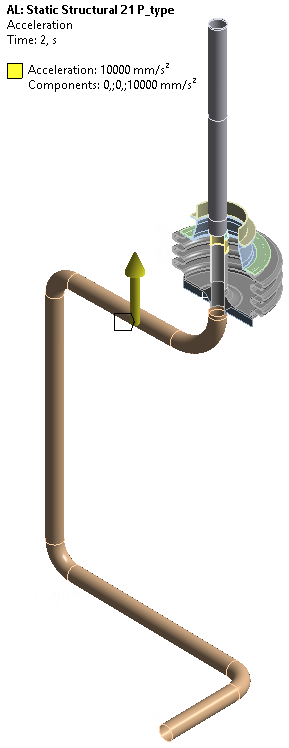 AL: Static Structural 21 P_type
Acceleration
Time: 2, s
Acceleration: 10000 mm/s²
Components: 0,;0,;10000 mm/s²